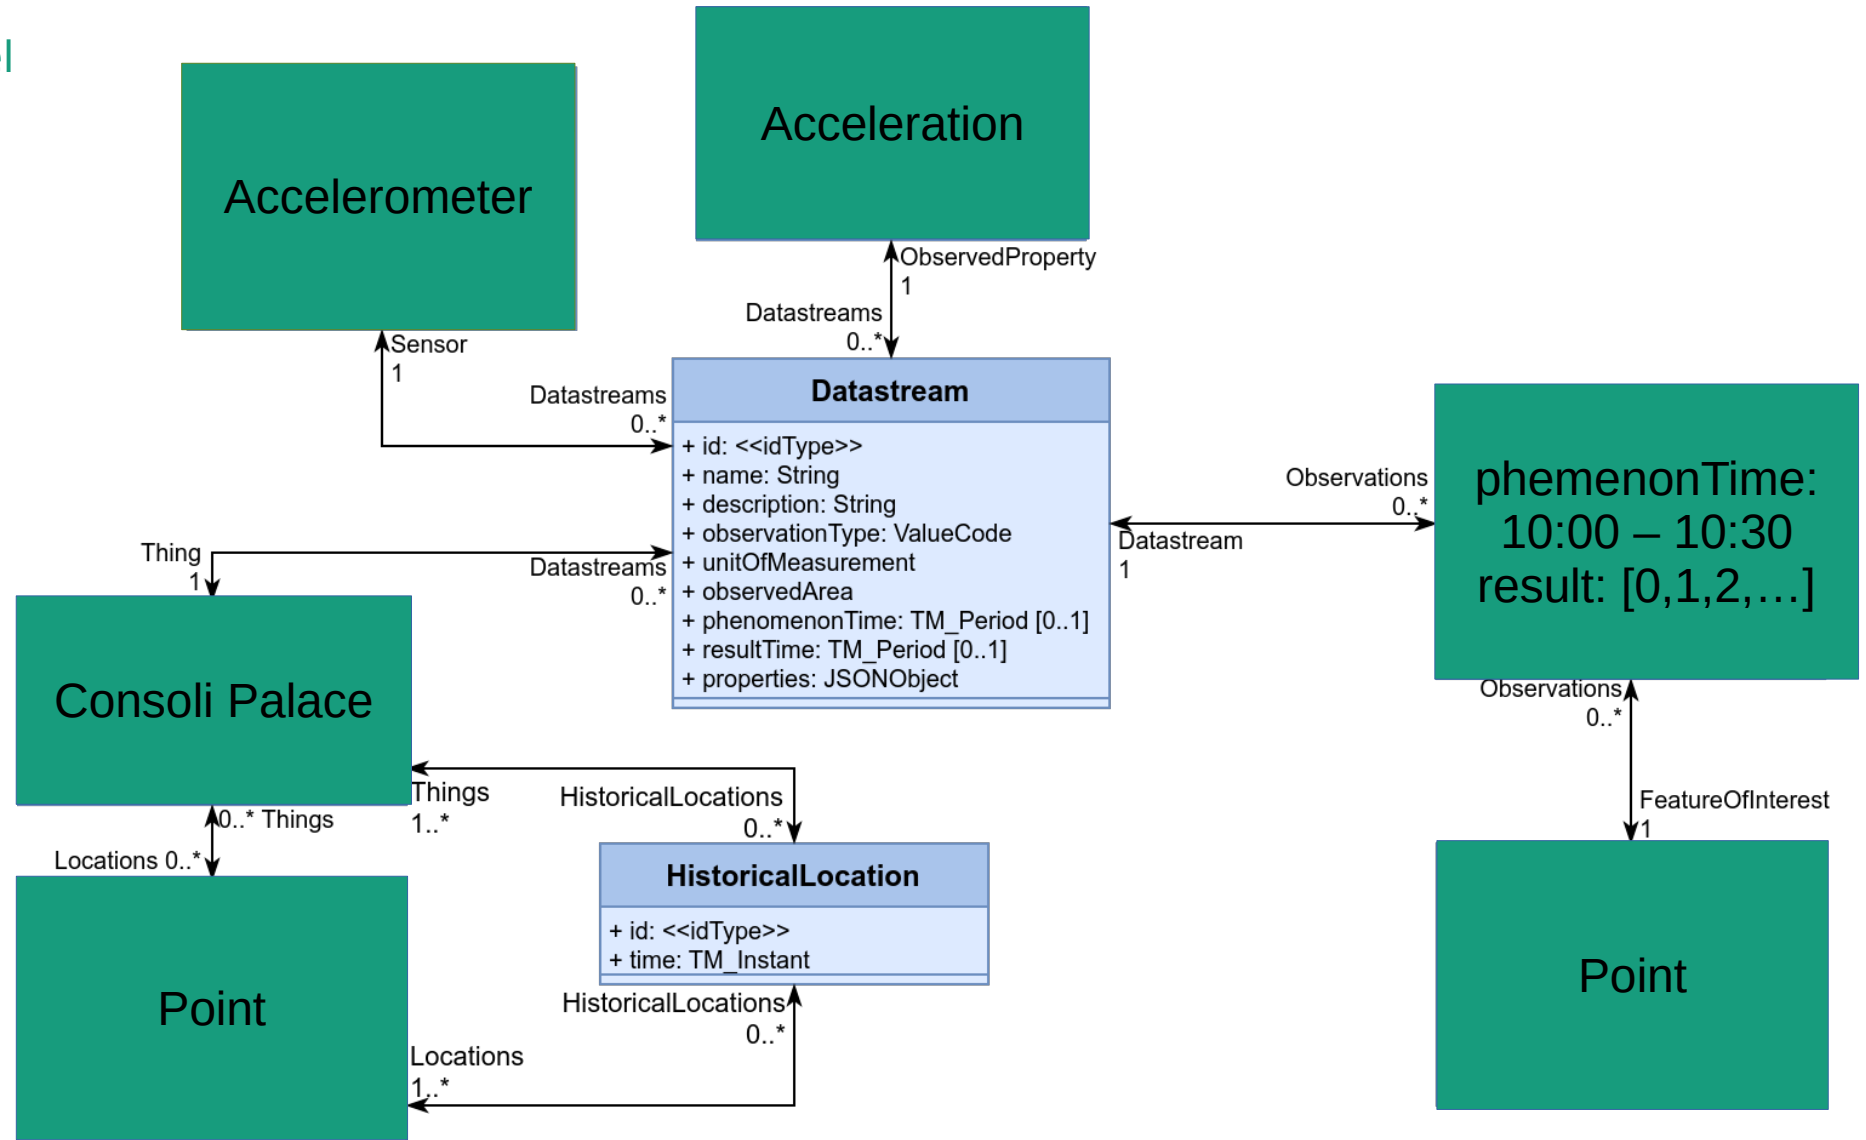 Acceleration
Accelerometer
ObservedProperty
1
Datastreams
0..*
Sensor
1
Datastreams
0..*
Datastream
+ id: <<idType>>
+ name: String
+ description: String
+ observationType: ValueCode
+ unitOfMeasurement
+ observedArea
+ phenomenonTime: TM_Period [0..1]
+ resultTime: TM_Period [0..1]
+ properties: JSONObject
Observations
0..*
Datastream
1
phemenonTime:
10:00 – 10:30
result: [0,1,2,…]
Thing
1
Datastreams
0..*
Consoli Palace
Things
1..*
HistoricalLocations
0..*
0..* Things
Locations 0..*
Observations
0..*
FeatureOfInterest
1
HistoricalLocation
+ id: <<idType>>
+ time: TM_Instant
HistoricalLocations
0..*
Locations
1..*
Point
Point